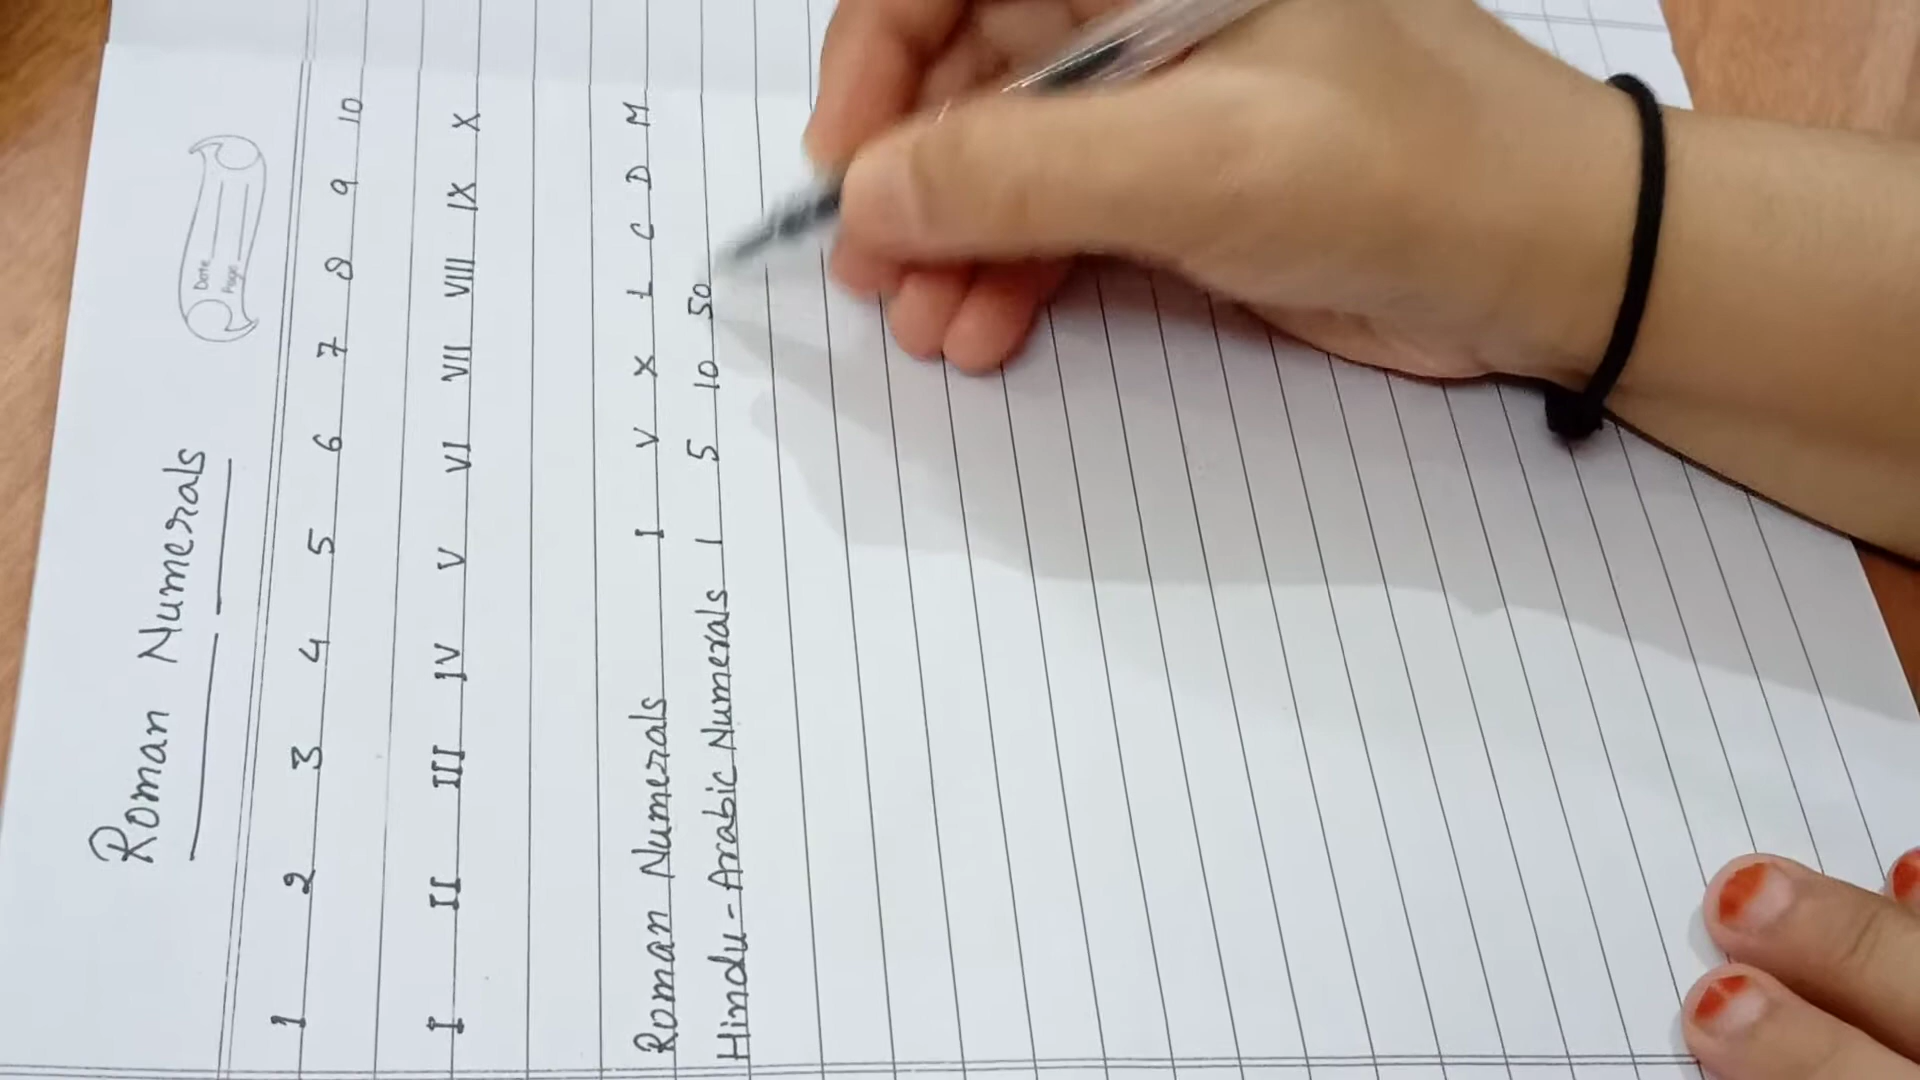 Date
Page
Roman Numerals
1 2 3 4 5 6 7 8 9 10
I II III IV V VI VII VIII IX X
Roman Numerals I V X L C D M
Hindu-Arabic Numerals 1 5 10 50